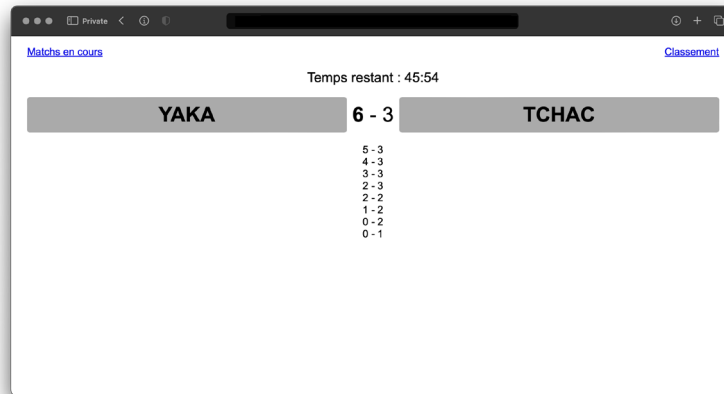 Private
Matchs en cours
Classement
Temps restant : 45:54
YAKA 6 - 3 TCHAC
5 - 3
4 - 3
3 - 3
2 - 3
2 - 2
1 - 2
0 - 2
0 - 1